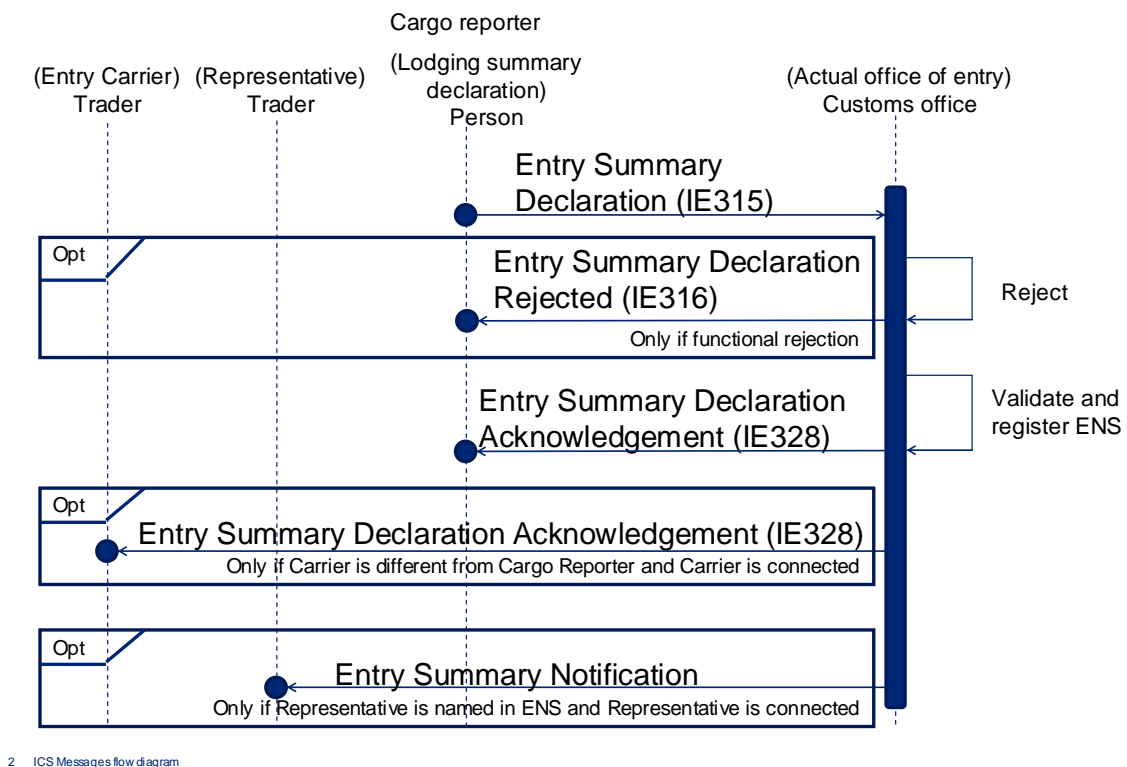 Cargo reporter
(Entry Carrier)
Trader
(Representative)
Trader
(Lodging summary
declaration)
Person
(Actual office of entry)
Customs office
Entry Summary
Declaration (IE315)
Opt
Entry Summary Declaration
Rejected (IE316)
Only if functional rejection
Reject
Entry Summary Declaration
Acknowledgement (IE328)
Validate and
register ENS
Opt
Entry Summary Declaration Acknowledgement (IE328)
Only if Carrier is different from Cargo Reporter and Carrier is connected
Opt
Entry Summary Notification
Only if Representative is named in ENS and Representative is connected
2 ICS Messages flow diagram